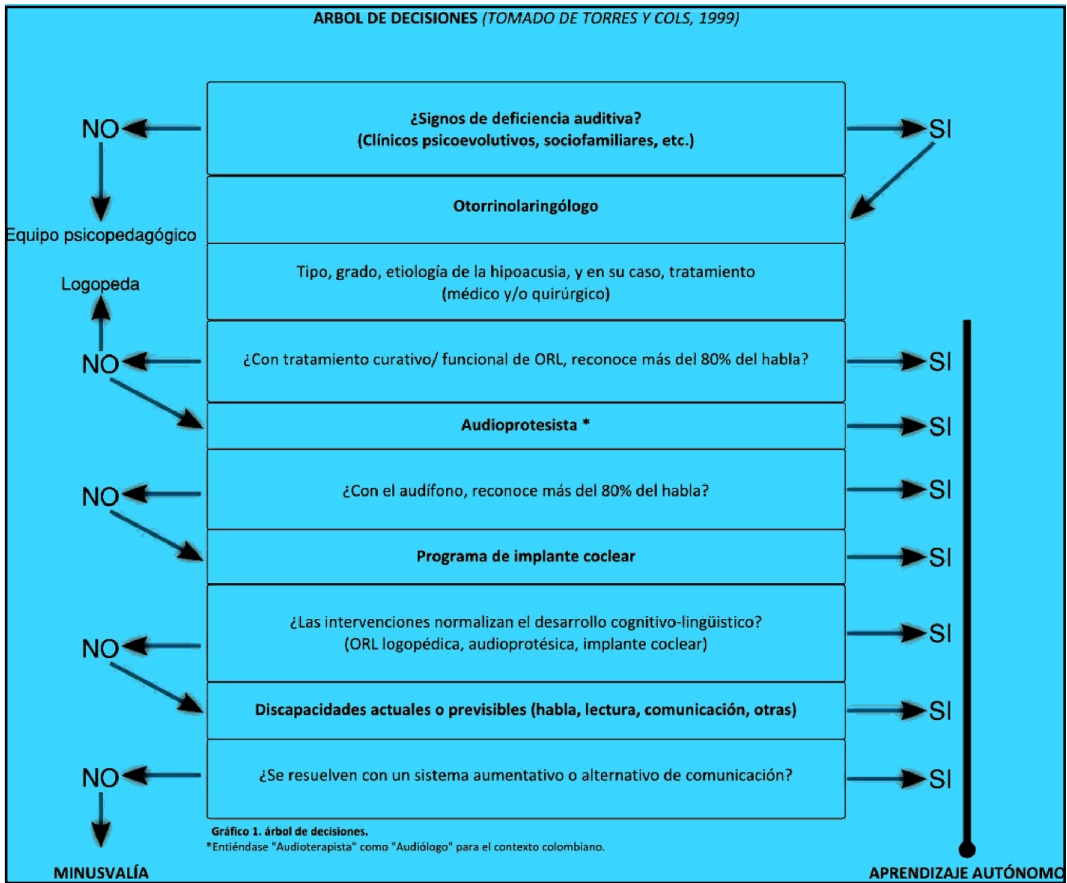 ARBOL DE DECISIONES (TOMADO DE TORRES Y COLS, 1999)
NO
¿Signos de deficiencia auditiva?
(Clínicos psicoevolutivos, sociofamiliares, etc.)
SI
Otorrinolaringólogo
Equipo psicopedagógico
Tipo, grado, etiología de la hipoacusia, y en su caso, tratamiento
(médico y/o quirúrgico)
Logopeda
NO
¿Con tratamiento curativo/ funcional de ORL, reconoce más del 80% del habla?
SI
Audioprotesista *
SI
NO
¿Con el audífono, reconoce más del 80% del habla?
SI
Programa de implante coclear
SI
NO
¿Las intervenciones normalizan el desarrollo cognitivo-lingüistico?
(ORL logopédica, audioprotésica, implante coclear)
SI
Discapacidades actuales o previsibles (habla, lectura, comunicación, otras)
SI
NO
¿Se resuelven con un sistema aumentativo o alternativo de comunicación?
SI
Gráfico 1. árbol de decisiones.
*Entiéndase "Audioterapista" como "Audiólogo" para el contexto colombiano.
MINUSVALÍA
APRENDIZAJE AUTÓNOMO